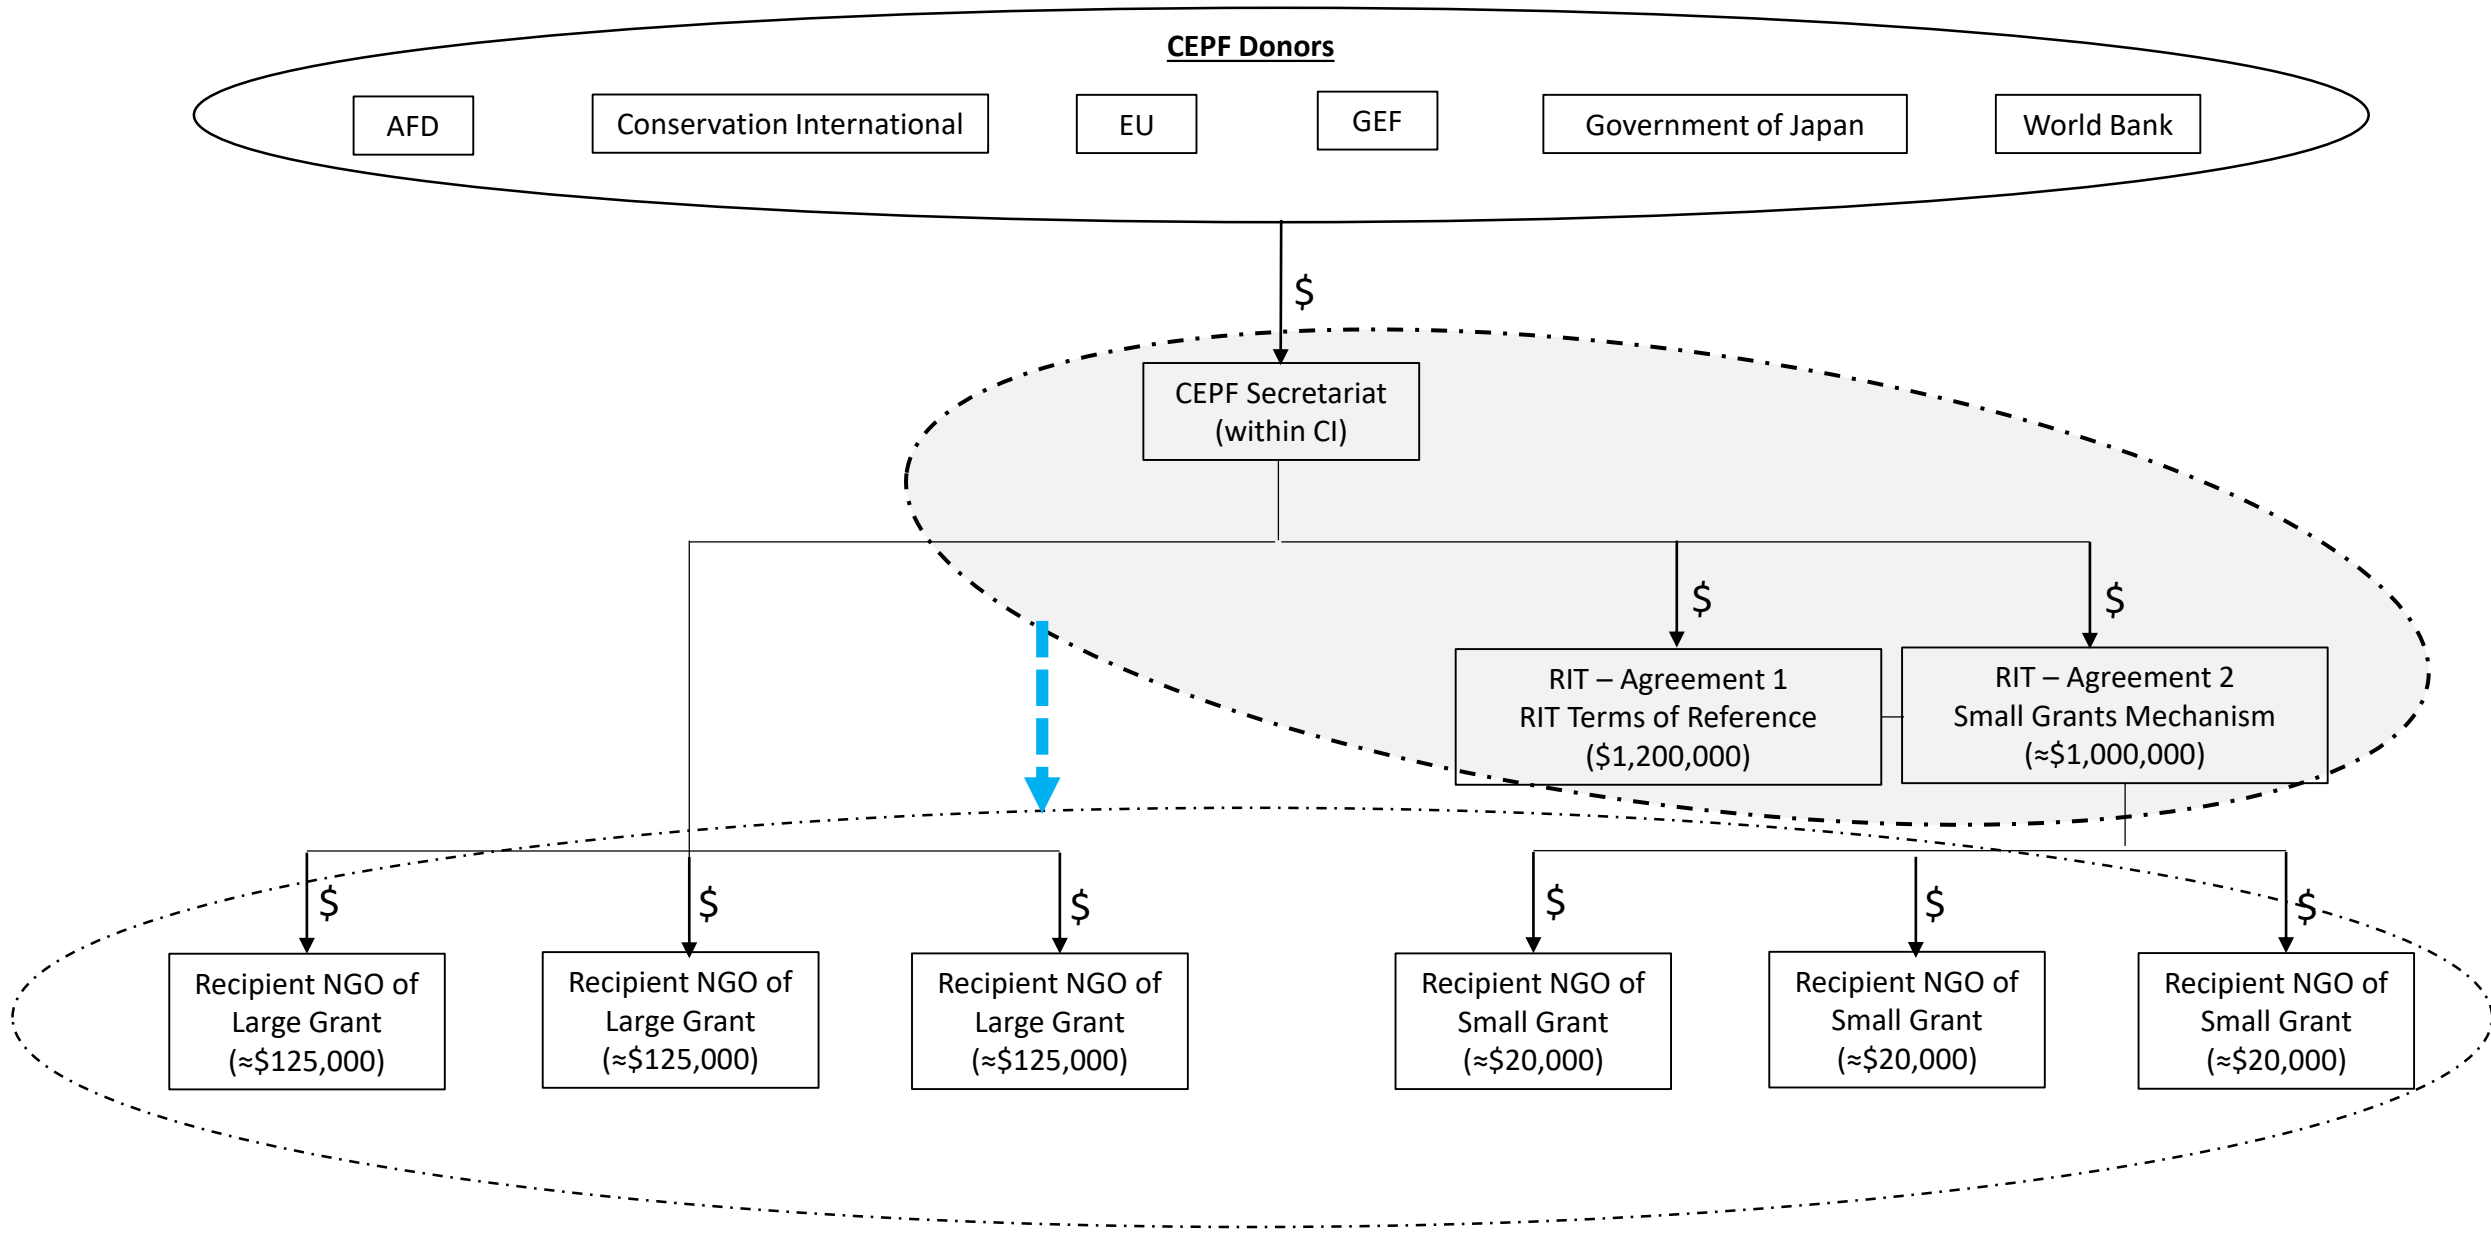 CEPF Donors
AFD
Conservation International
EU
GEF
Government of Japan
World Bank
$
CEPF Secretariat
(within CI)
$
$
RIT – Agreement 1
RIT Terms of Reference
($1,200,000)
RIT – Agreement 2
Small Grants Mechanism
(≈$1,000,000)
$
$
$
$
$
$
Recipient NGO of
Large Grant
(≈$125,000)
Recipient NGO of
Large Grant
(≈$125,000)
Recipient NGO of
Large Grant
(≈$125,000)
Recipient NGO of
Small Grant
(≈$20,000)
Recipient NGO of
Small Grant
(≈$20,000)
Recipient NGO of
Small Grant
(≈$20,000)